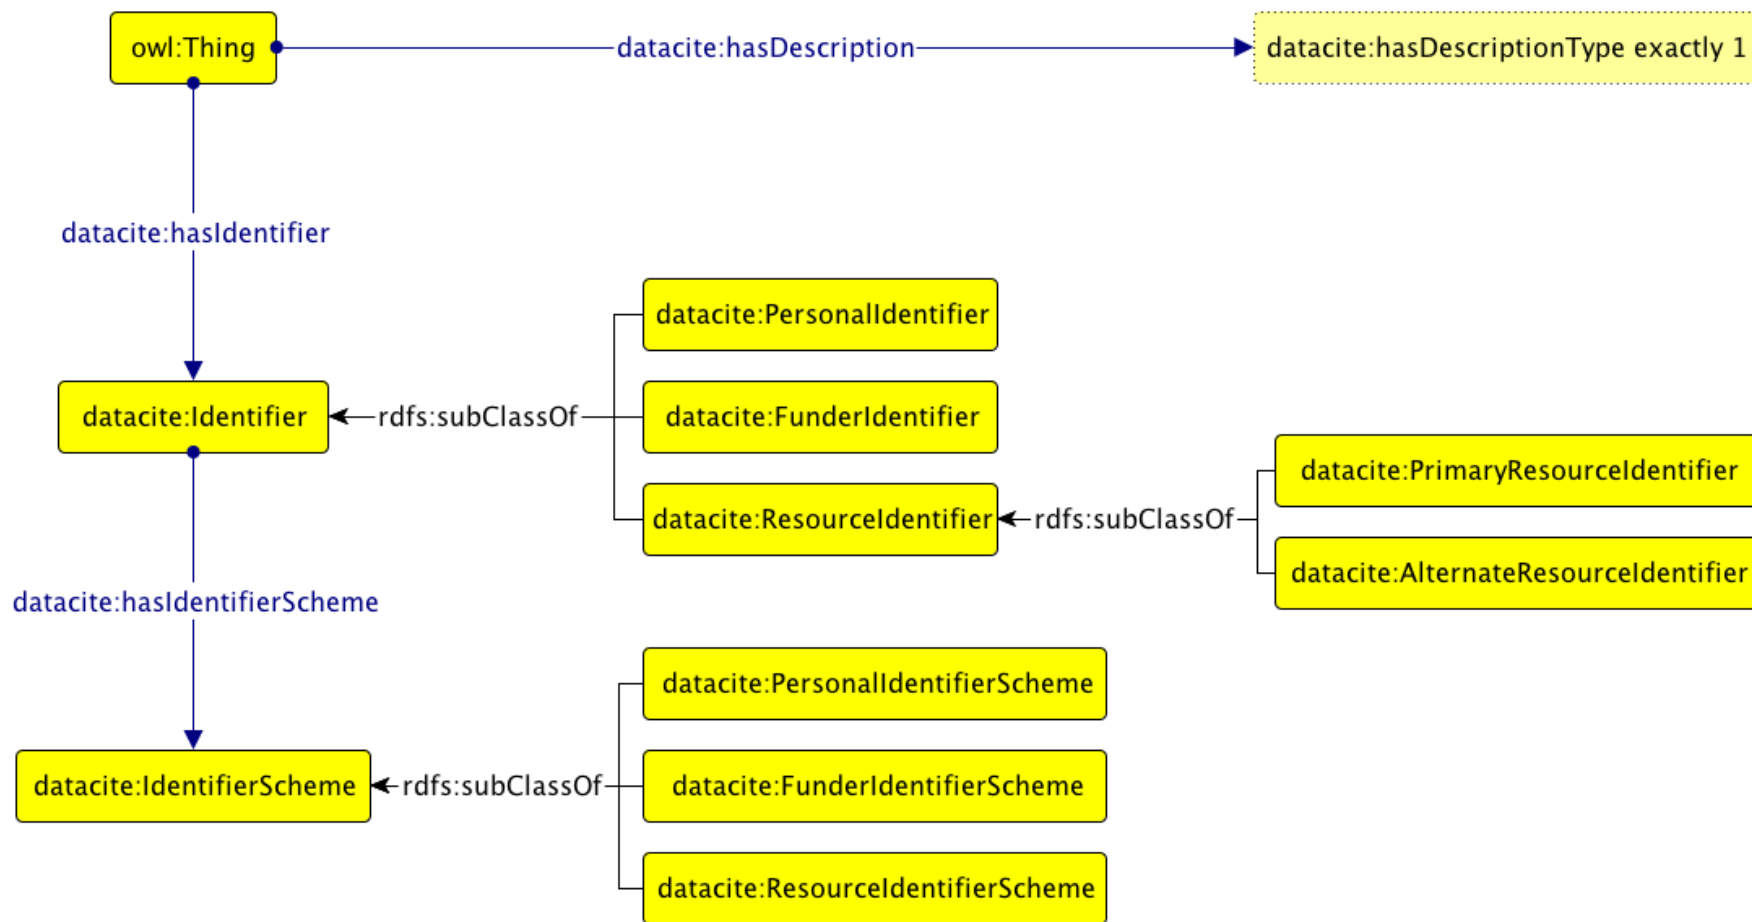 owl:Thing
datacite:hasDescription
datacite:hasDescriptionType exactly 1
datacite:hasIdentifier
datacite:PersonalIdentifier
datacite:Identifier
rdfs:subClassOf
datacite:FunderIdentifier
datacite:PrimaryResourceIdentifier
datacite:ResourceIdentifier
rdfs:subClassOf
datacite:AlternateResourceIdentifier
datacite:hasIdentifierScheme
datacite:PersonalIdentifierScheme
datacite:IdentifierScheme
rdfs:subClassOf
datacite:FunderIdentifierScheme
datacite:ResourceIdentifierScheme